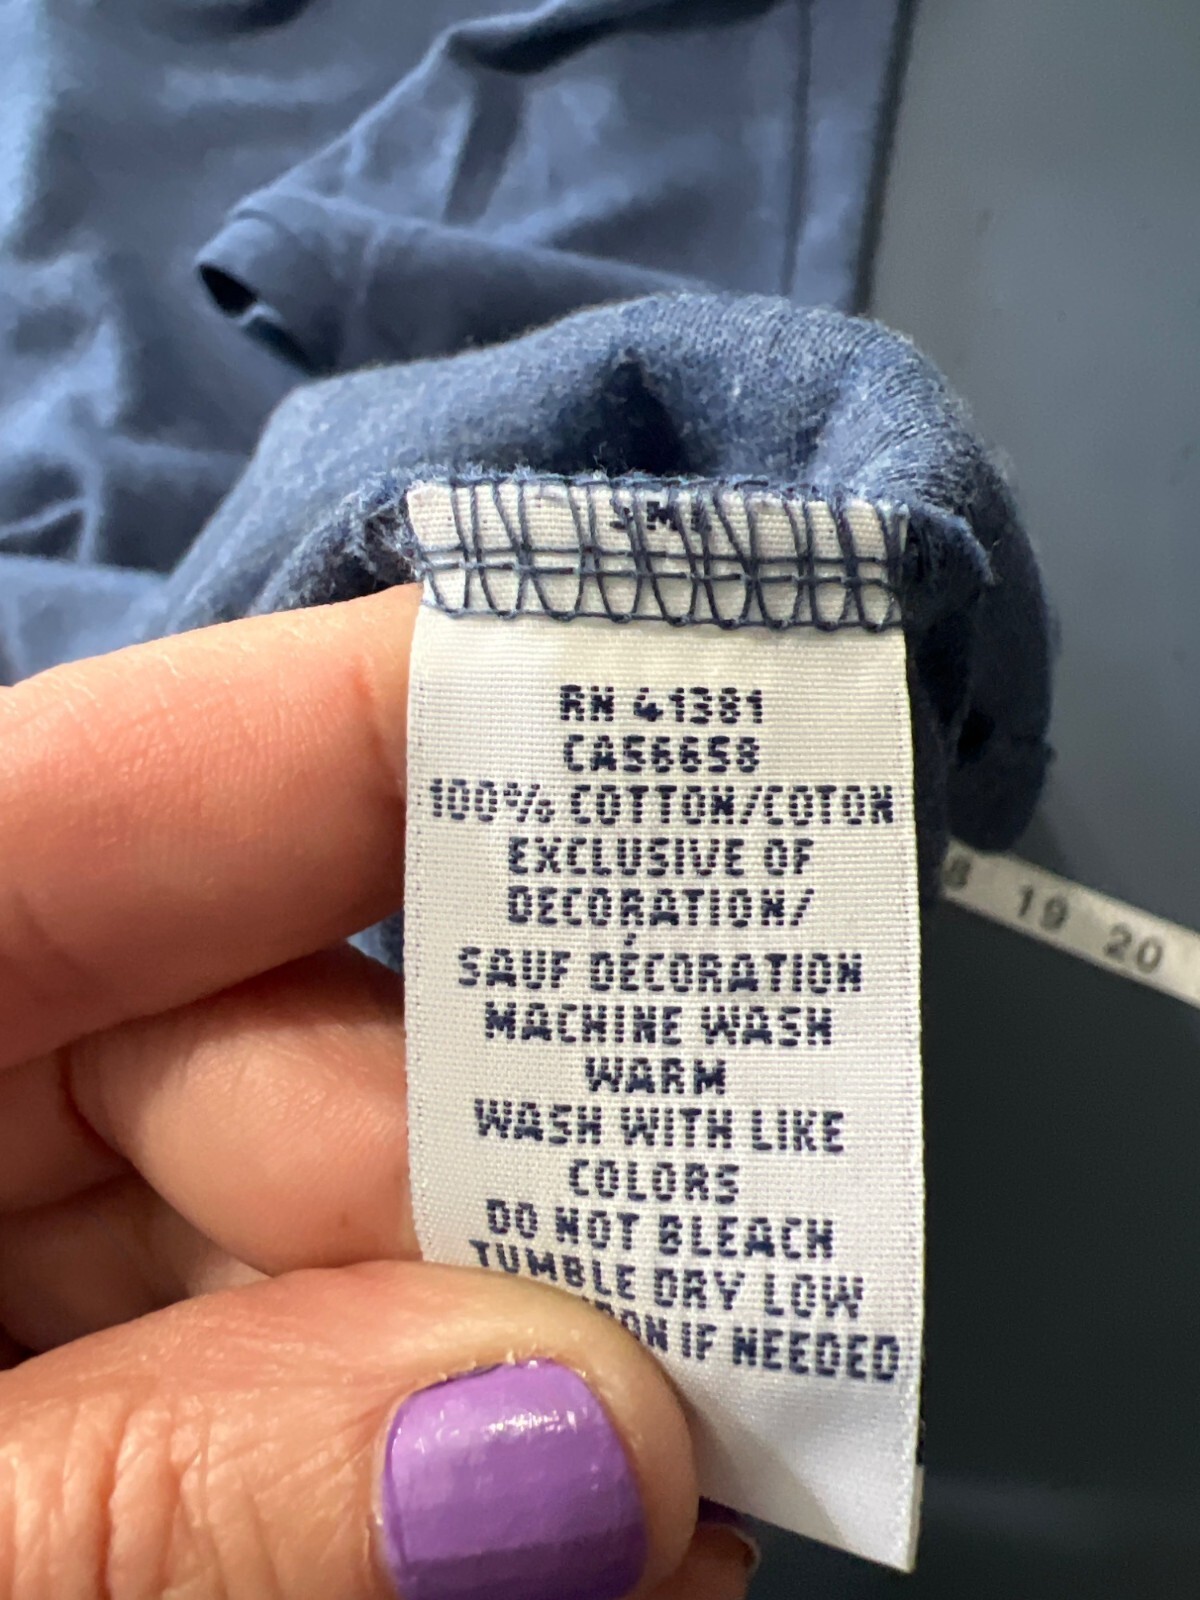 RN 41381
CA56658
100% COTTON/COTON
EXCLUSIVE OF
DECORATION/
SAUF DÉCORATION
MACHINE WASH
WARM
WASH WITH LIKE
COLORS
DO NOT BLEACH
TUMBLE DRY LOW
IF NEEDED
19 20